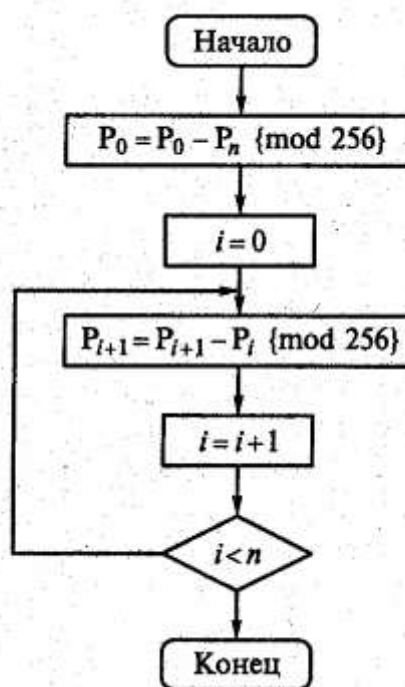 Начало
P₀ = P₀ − Pₙ {mod 256}
i = 0
Pᵢ₊₁ = Pᵢ₊₁ − Pᵢ {mod 256}
i = i + 1
i < n
Конец